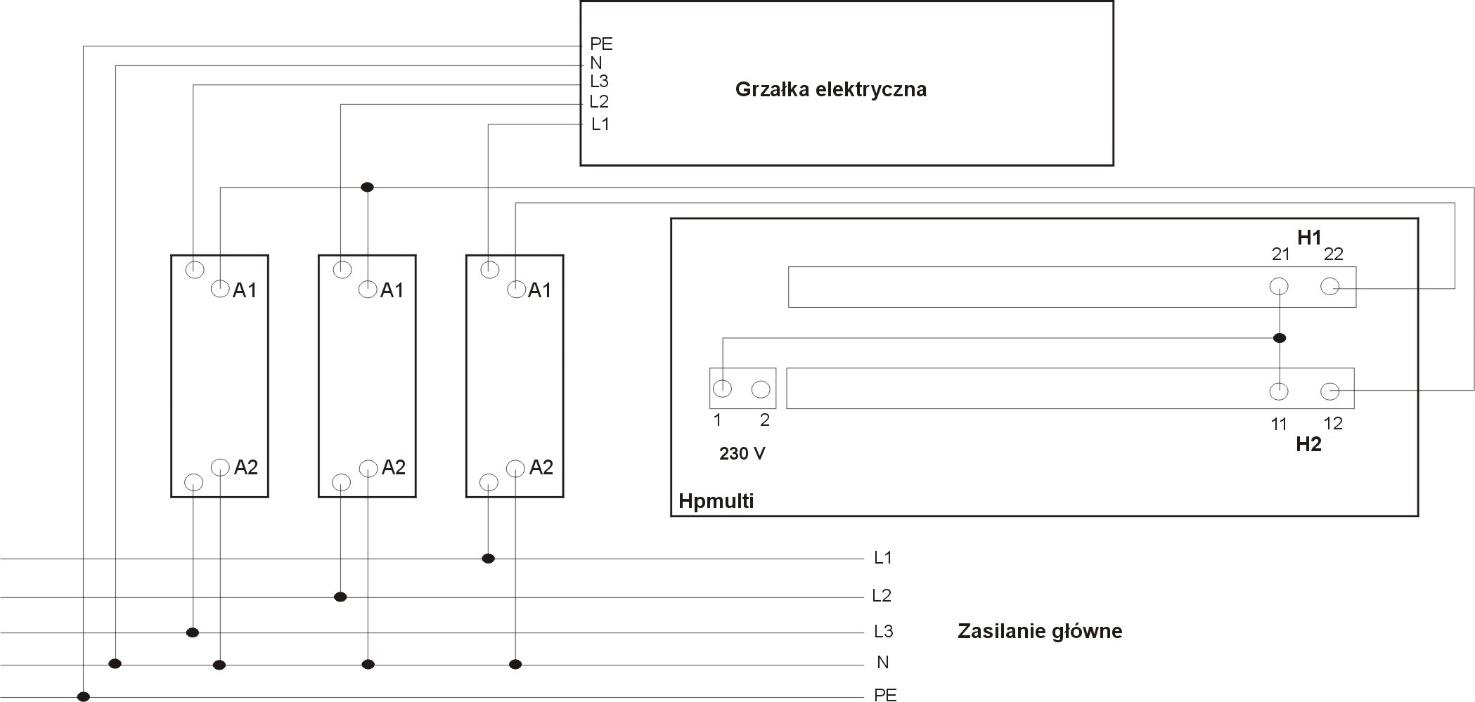 PE
N
L3
L2
L1
Grzałka elektryczna
H1
21 22
A1 A1 A1
1 2
11 12
H2
230 V
A2 A2 A2
Hpmulti
L1
L2
L3
Zasilanie główne
N
PE